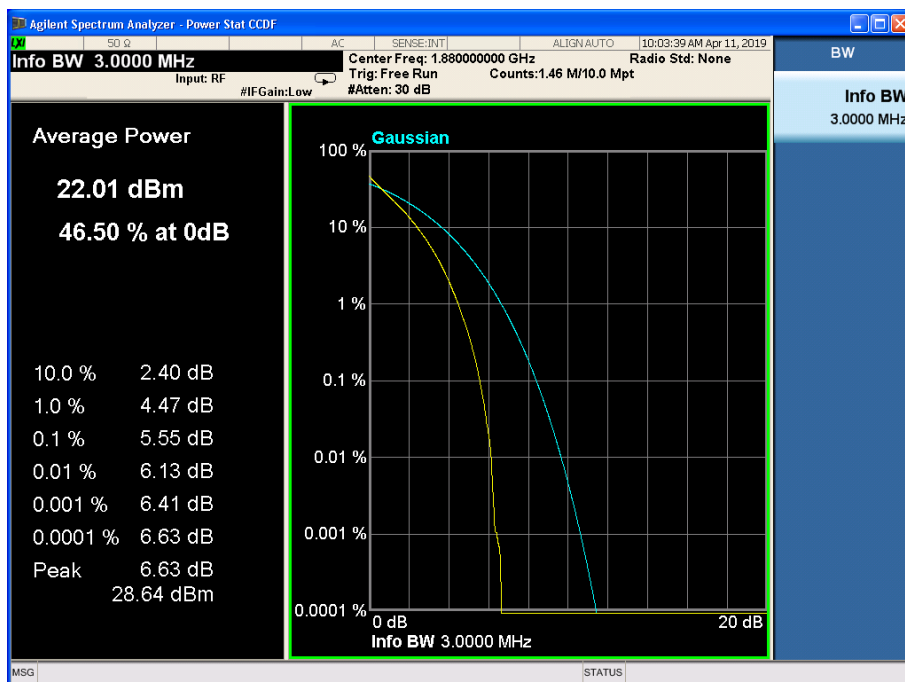 Agilent Spectrum Analyzer - Power Stat CCDF
LXI 50 Ω AC SENSE:INT ALIGN AUTO 10:03:39 AM Apr 11, 2019
Info BW 3.0000 MHz
Center Freq: 1.880000000 GHz Radio Std: None
Input: RF Trig: Free Run Counts:1.46 M/10.0 Mpt
#IFGain:Low #Atten: 30 dB
BW
Info BW
3.0000 MHz
Average Power
22.01 dBm
46.50 % at 0dB
10.0 % 2.40 dB
1.0 % 4.47 dB
0.1 % 5.55 dB
0.01 % 6.13 dB
0.001 % 6.41 dB
0.0001 % 6.63 dB
Peak 6.63 dB
28.64 dBm
Gaussian
100 %
10 %
1 %
0.1 %
0.01 %
0.001 %
0.0001 %
0 dB 20 dB
Info BW 3.0000 MHz
MSG STATUS